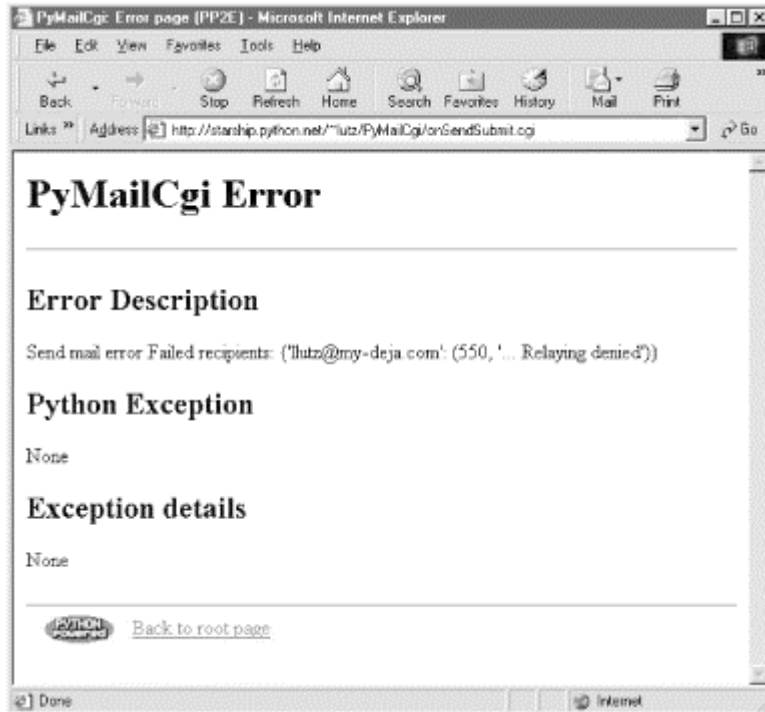 PyMailCgi: Error page (PP2E) - Microsoft Internet Explorer
File Edit View Favorites Tools Help
Back Forward Stop Refresh Home Search Favorites History Mail Print
Links » Address http://starship.python.net/~lutz/PyMailCgi/onSendSubmit.cgi Go
PyMailCgi Error
Error Description
Send mail error Failed recipients: {'llutz@my-deja.com': (550, '... Relaying denied')}
Python Exception
None
Exception details
None
PYTHON Powered Back to root page
Done Internet